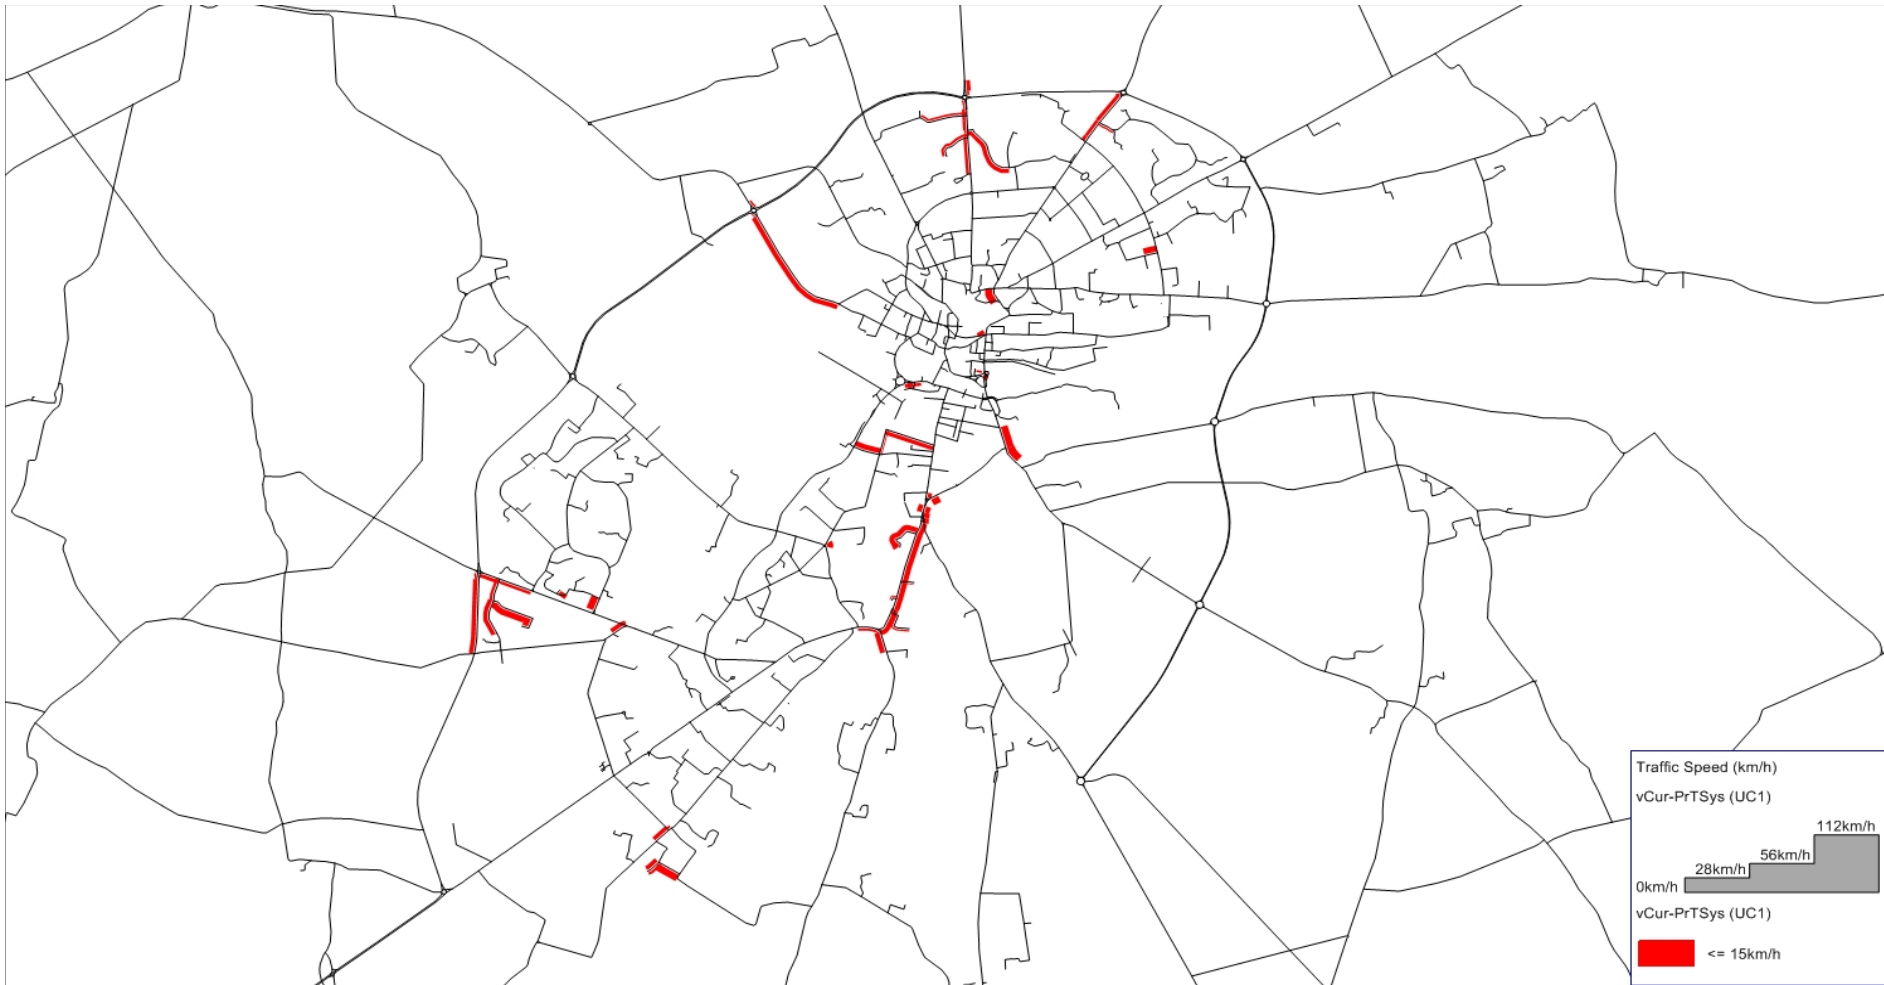 Traffic Speed (km/h)
vCur-PrTSys (UC1)
112km/h
56km/h
28km/h
0km/h
vCur-PrTSys (UC1)
<= 15km/h